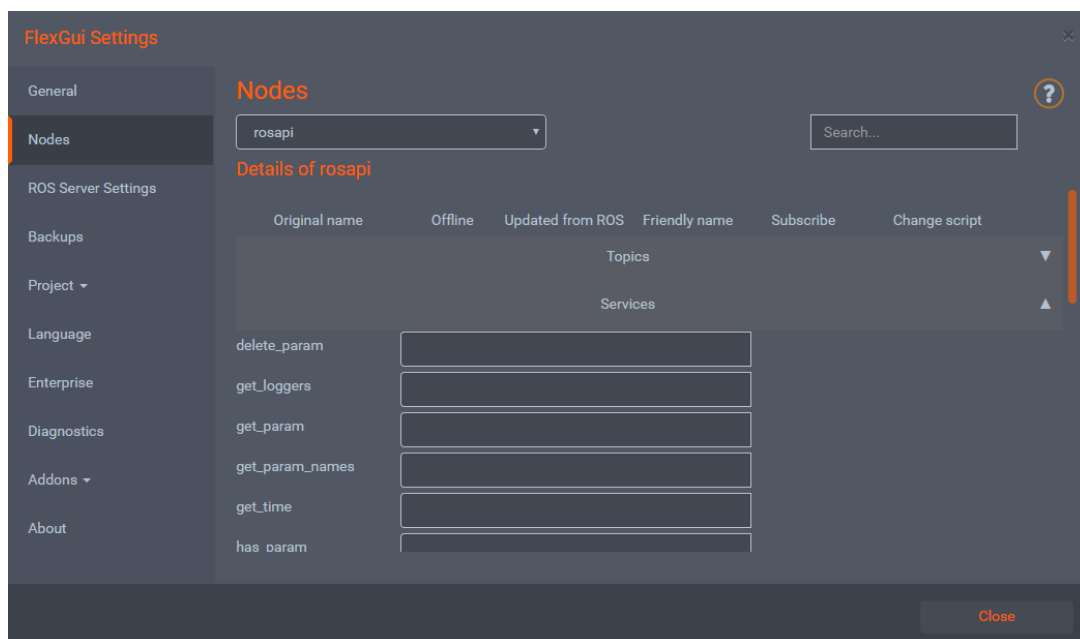 FlexGui Settings
×
General
Nodes
ROS Server Settings
Backups
Project
Language
Enterprise
Diagnostics
Addons
About
Nodes
?
rosapi
Search...
Details of rosapi
Original name Offline Updated from ROS Friendly name Subscribe Change script
Topics
Services
delete_param
get_loggers
get_param
get_param_names
get_time
has_param
Close